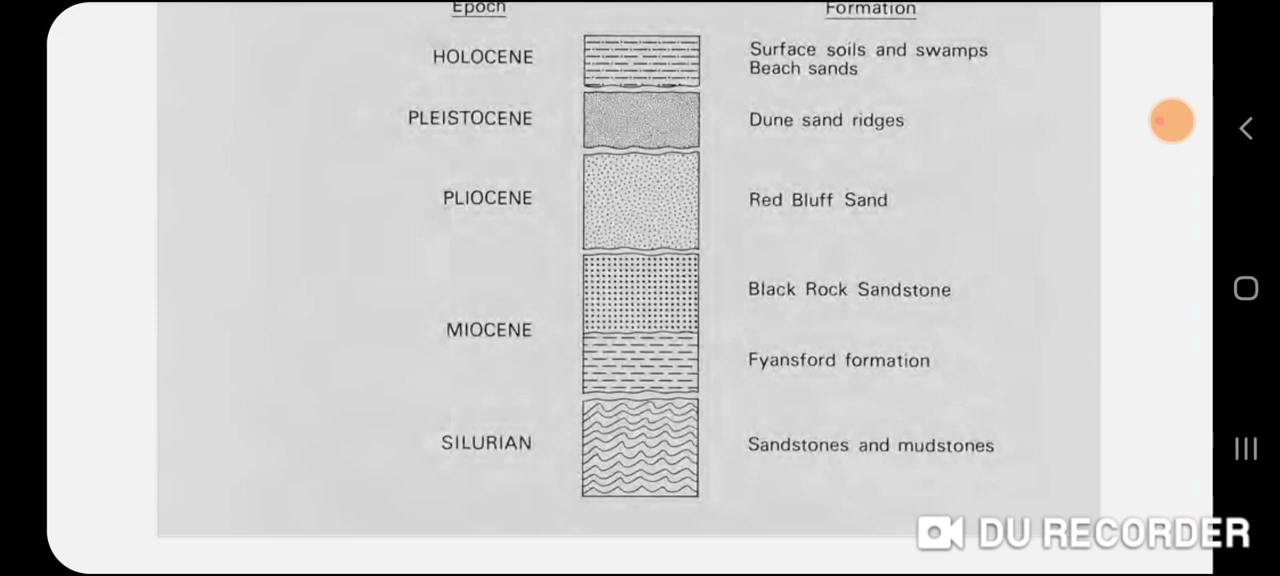 Epoch
Formation
HOLOCENE
Surface soils and swamps
Beach sands
PLEISTOCENE
Dune sand ridges
PLIOCENE
Red Bluff Sand
Black Rock Sandstone
MIOCENE
Fyansford formation
SILURIAN
Sandstones and mudstones
DU RECORDER